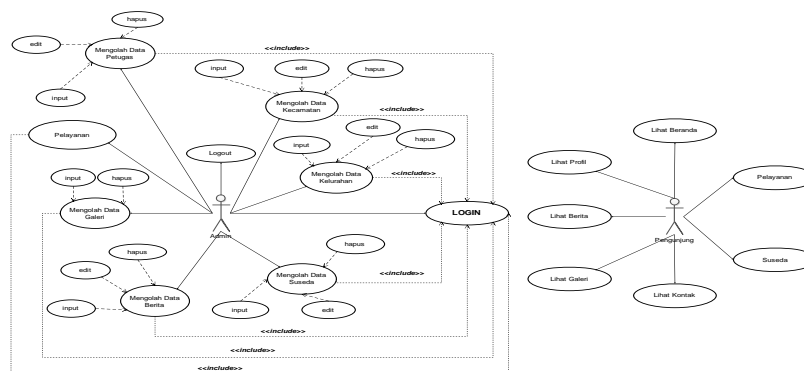 hapus
edit
Mengolah Data
Petugas
<<include>>
input
input
edit
hapus
Mengolah Data
Kecamatan
<<include>>
Pelayanan
Logout
input
edit
hapus
Mengolah Data
Kelurahan
<<include>>
input
hapus
Mengolah Data
Galeri
Admin
LOGIN
hapus
edit
input
Mengolah Data
Berita
hapus
Mengolah Data
Suseda
<<include>>
input
edit
<<include>>
<<include>>
<<include>>
Lihat Beranda
Lihat Profil
Pelayanan
Lihat Berita
Pengunjung
Suseda
Lihat Galeri
Lihat Kontak